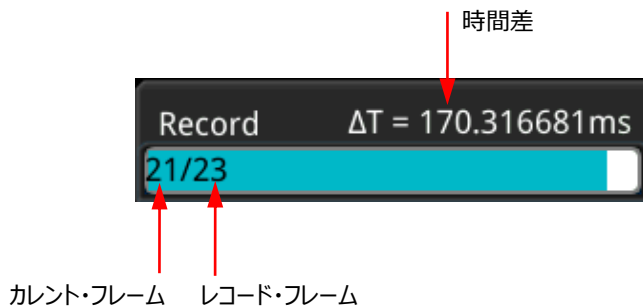 時間差
Record ΔT = 170.316681ms
21/23
カレント・フレーム レコード・フレーム